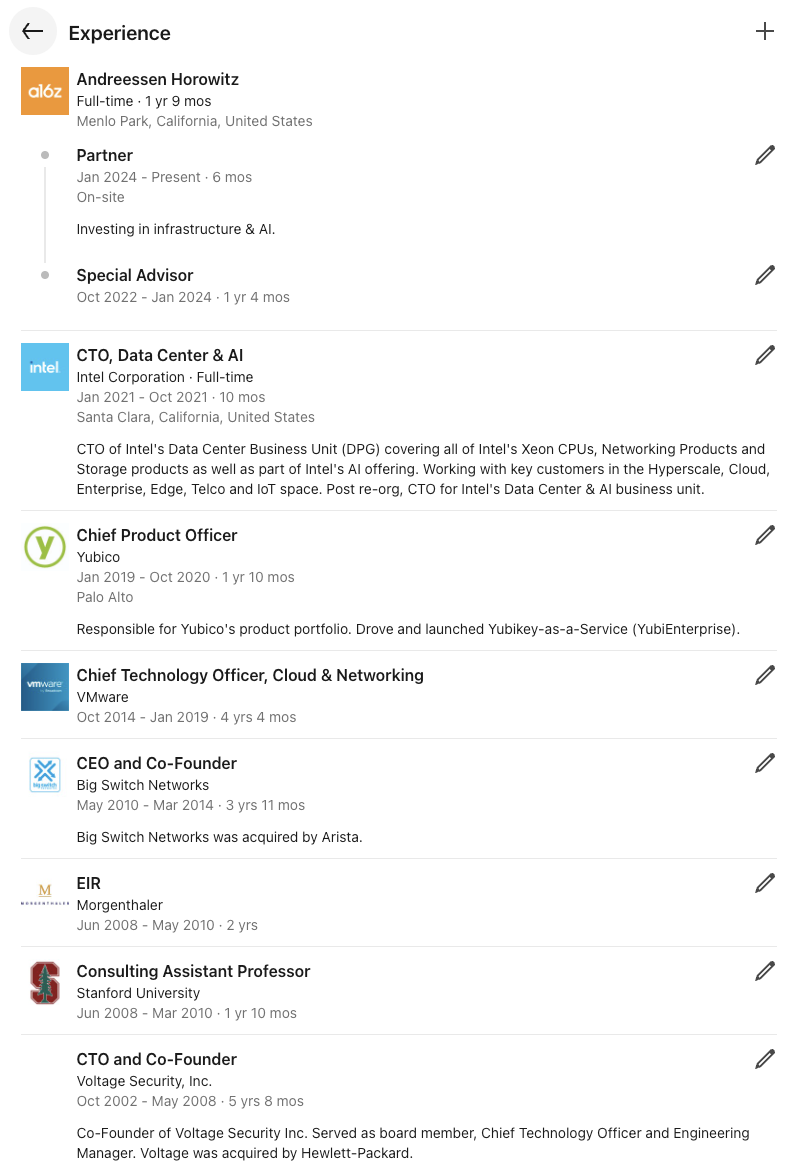 Experience
a16z
Andreessen Horowitz
Full-time · 1 yr 9 mos
Menlo Park, California, United States
Partner
Jan 2024 - Present · 6 mos
On-site
Investing in infrastructure & AI.
Special Advisor
Oct 2022 - Jan 2024 · 1 yr 4 mos
intel
CTO, Data Center & AI
Intel Corporation · Full-time
Jan 2021 - Oct 2021 · 10 mos
Santa Clara, California, United States
CTO of Intel's Data Center Business Unit (DPG) covering all of Intel's Xeon CPUs, Networking Products and
Storage products as well as part of Intel's AI offering. Working with key customers in the Hyperscale, Cloud,
Enterprise, Edge, Telco and IoT space. Post re-org, CTO for Intel's Data Center & AI business unit.
y
Chief Product Officer
Yubico
Jan 2019 - Oct 2020 · 1 yr 10 mos
Palo Alto
Responsible for Yubico's product portfolio. Drove and launched Yubikey-as-a-Service (YubiEnterprise).
vmware
Chief Technology Officer, Cloud & Networking
VMware
Oct 2014 - Jan 2019 · 4 yrs 4 mos
big switch
CEO and Co-Founder
Big Switch Networks
May 2010 - Mar 2014 · 3 yrs 11 mos
Big Switch Networks was acquired by Arista.
M
MORGENTHALER
EIR
Morgenthaler
Jun 2008 - May 2010 · 2 yrs
S
Consulting Assistant Professor
Stanford University
Jun 2008 - Mar 2010 · 1 yr 10 mos
CTO and Co-Founder
Voltage Security, Inc.
Oct 2002 - May 2008 · 5 yrs 8 mos
Co-Founder of Voltage Security Inc. Served as board member, Chief Technology Officer and Engineering
Manager. Voltage was acquired by Hewlett-Packard.